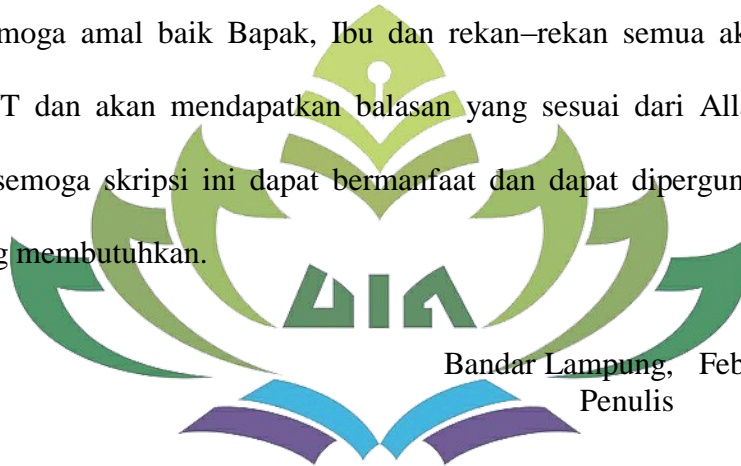 moga amal baik Bapak, Ibu dan rekan–rekan semua ak
T dan akan mendapatkan balasan yang sesuai dari All
semoga skripsi ini dapat bermanfaat dan dapat dipergun
g membutuhkan.
UIN
Bandar Lampung, Feb
Penulis